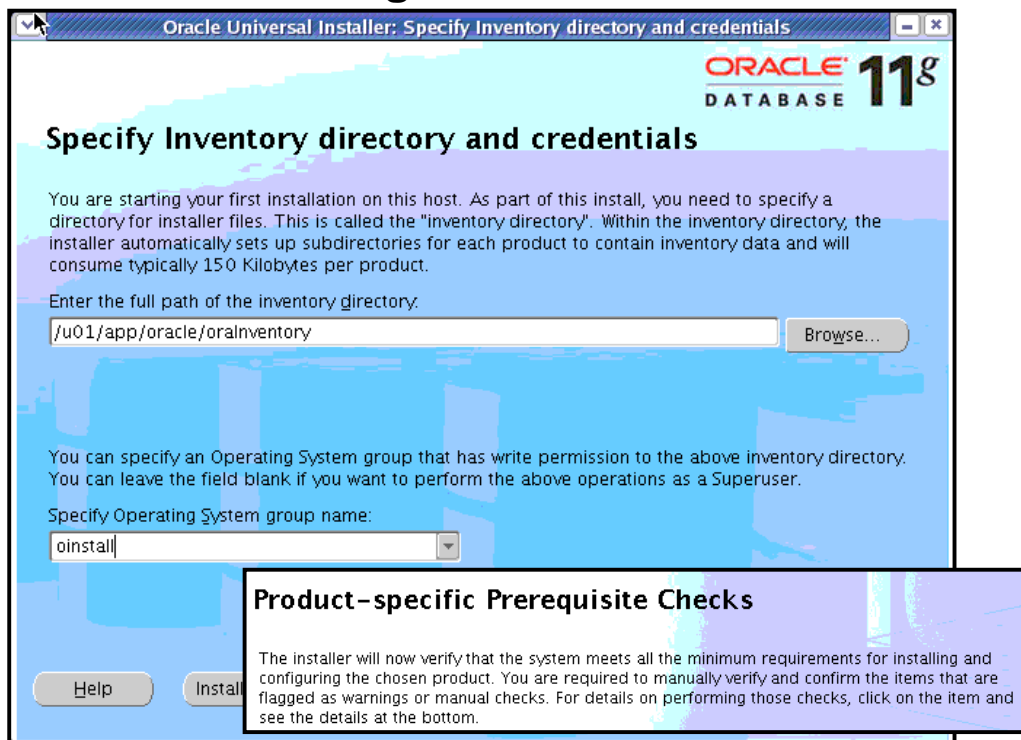 Oracle Universal Installer: Specify Inventory directory and credentials
ORACLE 11g
DATABASE
Specify Inventory directory and credentials
You are starting your first installation on this host. As part of this install, you need to specify a
directory for installer files. This is called the "inventory directory". Within the inventory directory, the
installer automatically sets up subdirectories for each product to contain inventory data and will
consume typically 150 Kilobytes per product.
Enter the full path of the inventory directory:
/u01/app/oracle/oraInventory
Browse...
You can specify an Operating System group that has write permission to the above inventory directory.
You can leave the field blank if you want to perform the above operations as a Superuser.
Specify Operating System group name:
oinstall
Product-specific Prerequisite Checks
The installer will now verify that the system meets all the minimum requirements for installing and
configuring the chosen product. You are required to manually verify and confirm the items that are
flagged as warnings or manual checks. For details on performing those checks, click on the item and
see the details at the bottom.
Help
Install